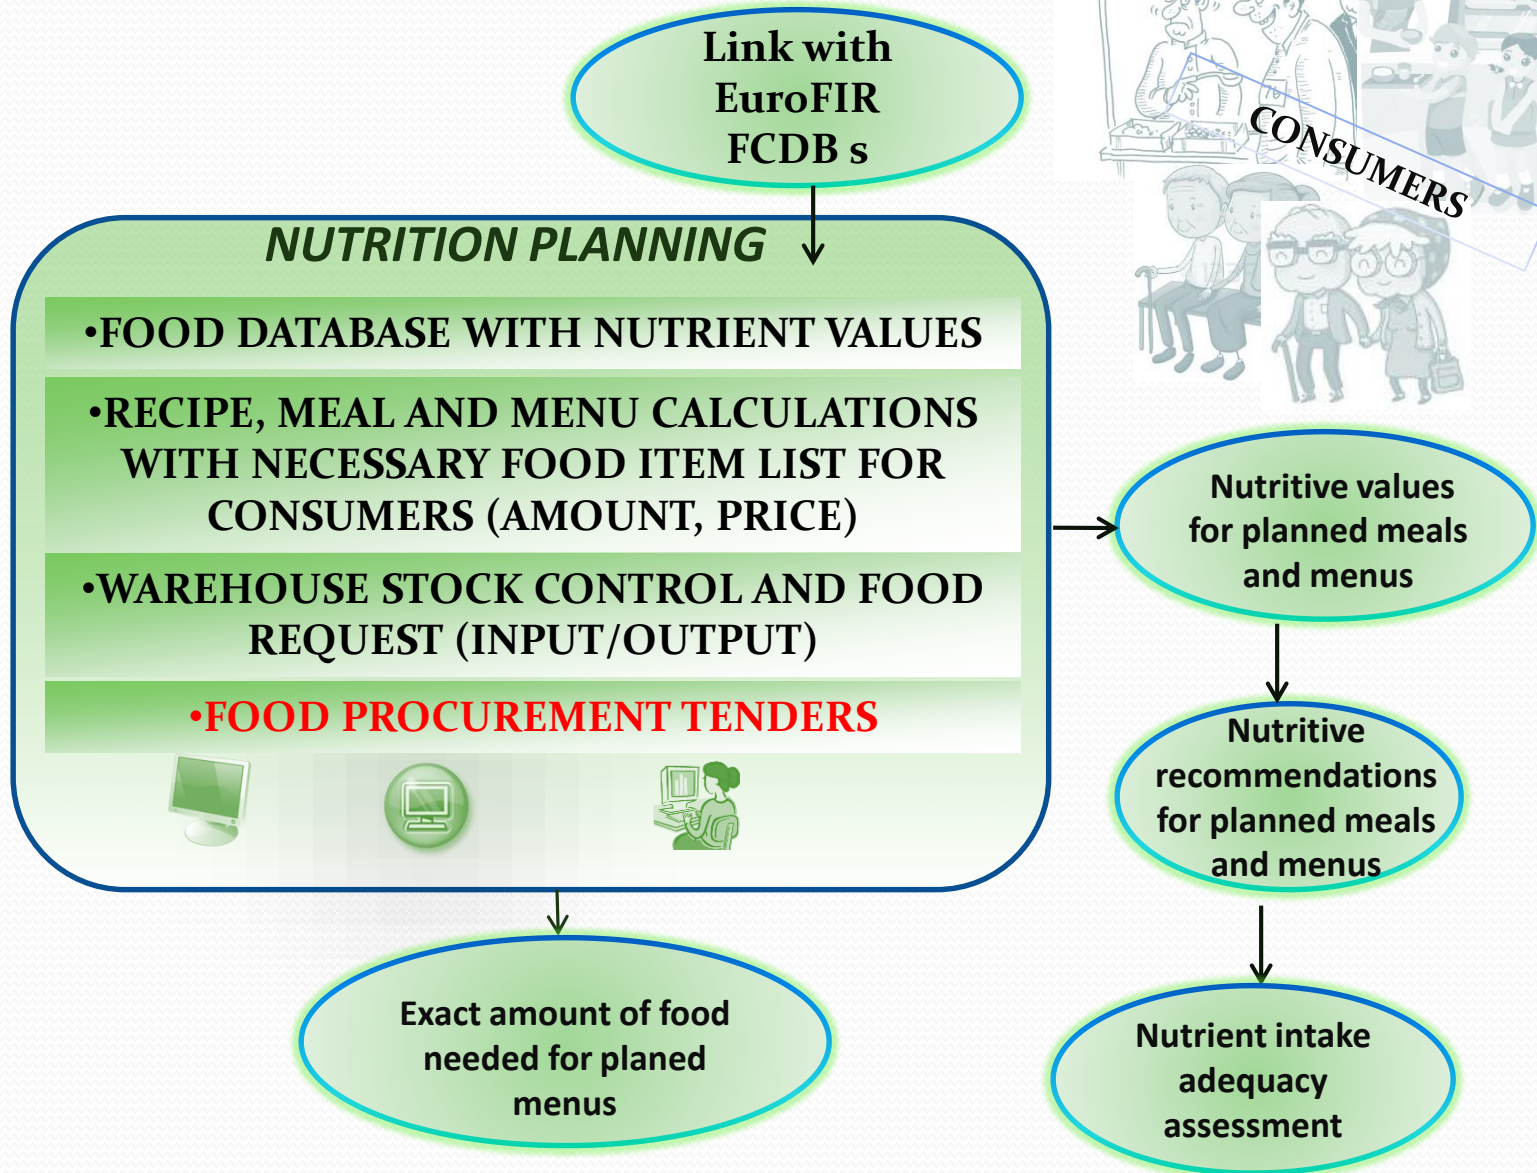 Link with
EuroFIR
FCDB s
CONSUMERS
NUTRITION PLANNING
•FOOD DATABASE WITH NUTRIENT VALUES
•RECIPE, MEAL AND MENU CALCULATIONS
WITH NECESSARY FOOD ITEM LIST FOR
CONSUMERS (AMOUNT, PRICE)
•WAREHOUSE STOCK CONTROL AND FOOD
REQUEST (INPUT/OUTPUT)
•FOOD PROCUREMENT TENDERS
Nutritive values
for planned meals
and menus
Nutritive
recommendations
for planned meals
and menus
Exact amount of food
needed for planed
menus
Nutrient intake
adequacy
assessment